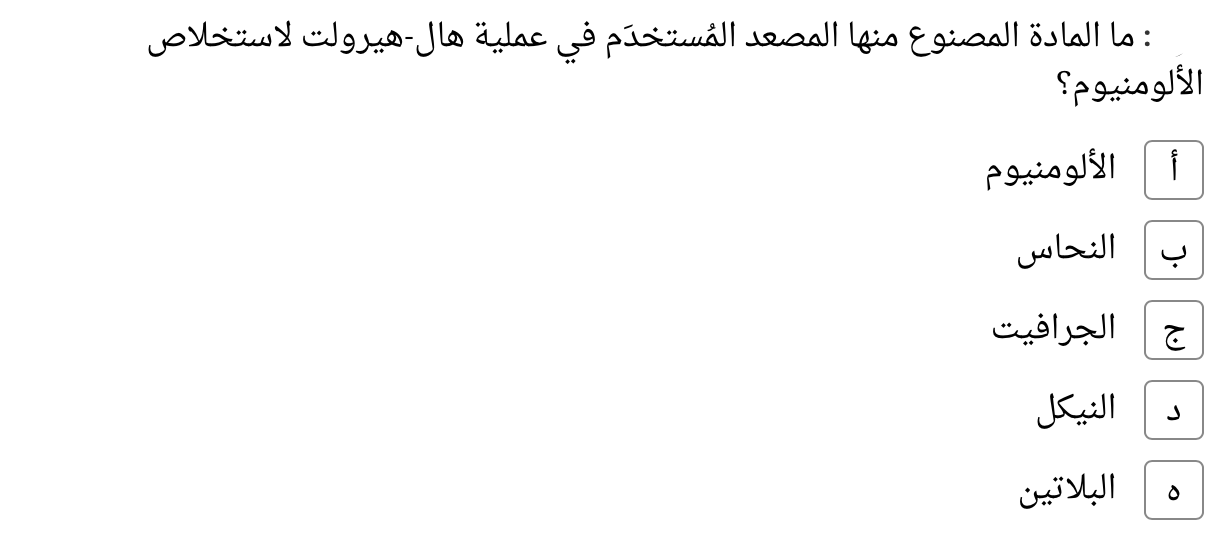 : ما المادة المصنوع منها المصعد المُستخدَم في عملية هال-هيرولت لاستخلاص
الألومنيوم؟
أ الألومنيوم
ب النحاس
ج الجرافيت
د النيكل
ه البلاتين